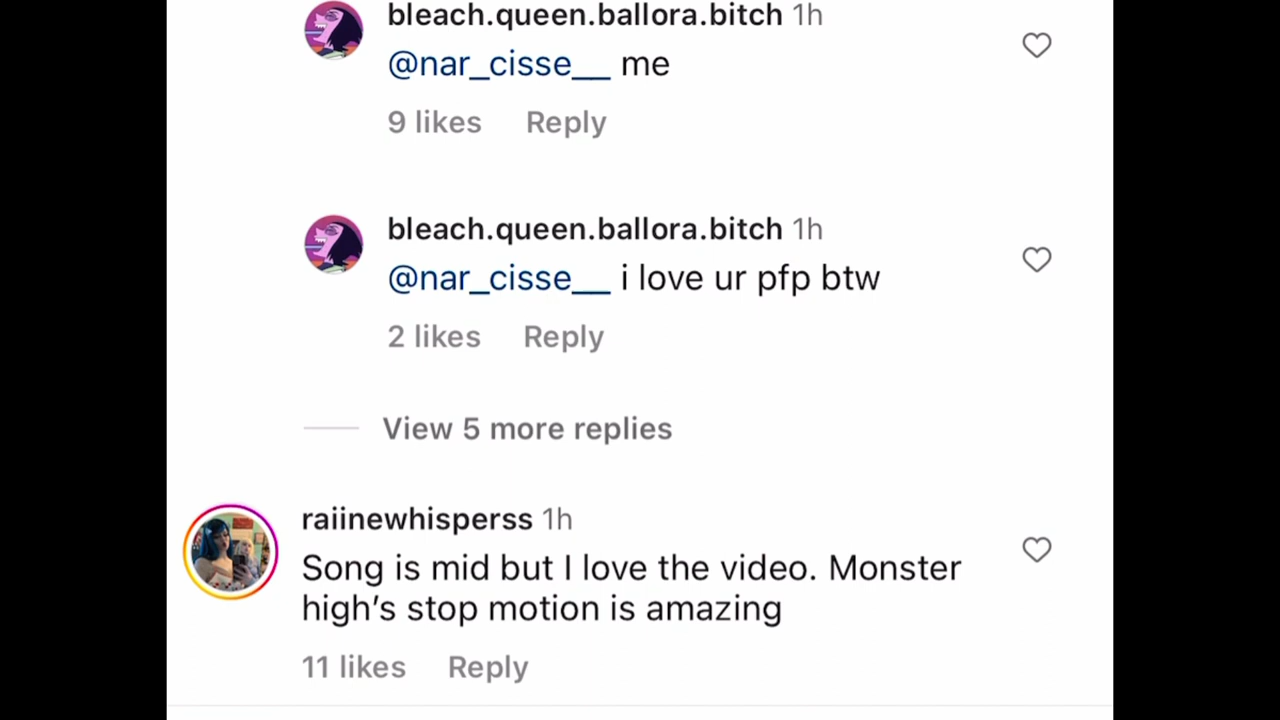 bleach.queen.ballora.bitch 1h
@nar_cisse__ me
9 likes Reply
bleach.queen.ballora.bitch 1h
@nar_cisse__ i love ur pfp btw
2 likes Reply
View 5 more replies
raiinewhisperss 1h
Song is mid but I love the video. Monster
high’s stop motion is amazing
11 likes Reply